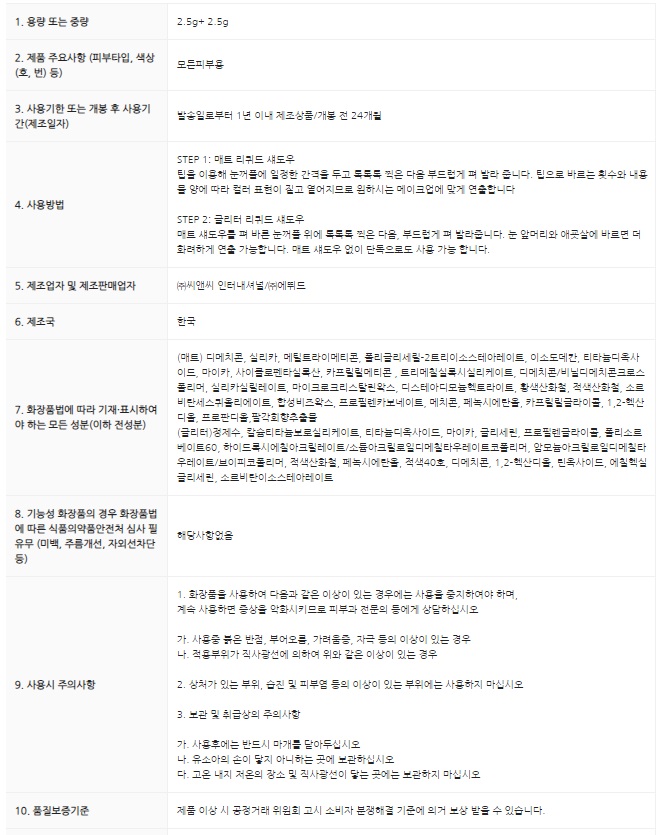 1. 용량 또는 중량
2.5g+ 2.5g
2. 제품 주요사항 (피부타입, 색상
(호, 번) 등)
모든피부용
3. 사용기한 또는 개봉 후 사용기
간(제조일자)
발송일로부터 1년 이내 제조상품/개봉 전 24개월
4. 사용방법
STEP 1: 매트 리퀴드 섀도우
팁을 이용해 눈꺼풀에 일정한 간격을 두고 톡톡톡 찍은 다음 부드럽게 펴 발라 줍니다. 팁으로 바르는 횟수와 내용
물 양에 따라 컬러 표현이 짙고 옅어지므로 원하시는 메이크업에 맞게 연출합니다
STEP 2: 글리터 리퀴드 섀도우
매트 섀도우를 펴 바른 눈꺼풀 위에 톡톡톡 찍은 다음, 부드럽게 펴 발라줍니다. 눈 앞머리와 애굣살에 바르면 더
화려하게 연출 가능합니다. 매트 섀도우 없이 단독으로도 사용 가능 합니다.
5. 제조업자 및 제조판매업자
㈜씨앤씨 인터내셔널/㈜에뛰드
6. 제조국
한국
7. 화장품법에 따라 기재·표시하여
야 하는 모든 성분(이하 전성분)
(매트) 디메치콘, 실리카, 메틸트라이메티콘, 폴리글리세릴-2트리이소스테아레이트, 이소도데칸, 티타늄디옥사
이드, 마이카, 사이클로펜타실록산, 카프릴릴메티콘 , 트리메칠실록시실리케이트, 디메치콘/비닐디메치콘크로스
폴리머, 실리카실릴레이트, 마이크로크리스탈린왁스, 디스테아디모늄헥토라이트, 황색산화철, 적색산화철, 소르
비탄세스퀴올리에이트, 합성비즈왁스, 프로필렌카보네이트, 메치콘, 페녹시에탄올, 카프릴릴글라이콜, 1,2-헥산
디올, 프로판디올,팔각회향추출물
(글리터)정제수, 칼슘티타늄보로실리케이트, 티타늄디옥사이드, 마이카, 글리세린, 프로필렌글라이콜, 폴리소르
베이트60, 하이드록시에칠아크릴레이트/소듐아크릴로일디메칠타우레이트코폴리머, 암모늄아크릴로일디메칠타
우레이트/브이피코폴리머, 적색산화철, 페녹시에탄올, 적색40호, 디메치콘, 1,2-헥산디올, 틴옥사이드, 에칠헥실
글리세린, 소르비탄이소스테아레이트
8. 기능성 화장품의 경우 화장품법
에 따른 식품의약품안전처 심사 필
유무 (미백, 주름개선, 자외선차단
등)
해당사항없음
9. 사용시 주의사항
1. 화장품을 사용하여 다음과 같은 이상이 있는 경우에는 사용을 중지하여야 하며,
계속 사용하면 증상을 악화시키므로 피부과 전문의 등에게 상담하십시오
가. 사용중 붉은 반점, 부어오름, 가려움증, 자극 등의 이상이 있는 경우
나. 적용부위가 직사광선에 의하여 위와 같은 이상이 있는 경우
2. 상처가 있는 부위, 습진 및 피부염 등의 이상이 있는 부위에는 사용하지 마십시오
3. 보관 및 취급상의 주의사항
가. 사용후에는 반드시 마개를 닫아두십시오
나. 유소아의 손이 닿지 아니하는 곳에 보관하십시오
다. 고온 내지 저온의 장소 및 직사광선이 닿는 곳에는 보관하지 마십시오
10. 품질보증기준
제품 이상 시 공정거래 위원회 고시 소비자 분쟁해결 기준에 의거 보상 받을 수 있습니다.